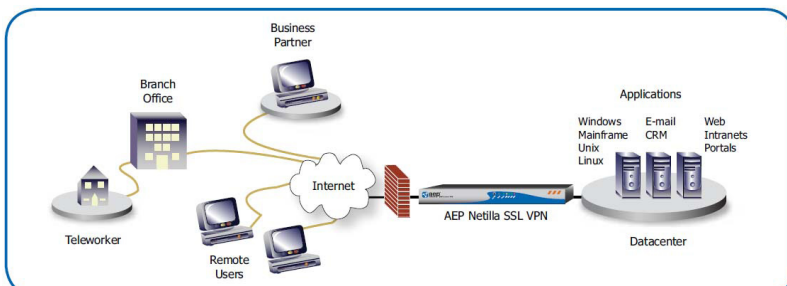 Business
Partner
Branch
Office
Applications
Windows
Mainframe
Unix
Linux
E-mail
CRM
Web
Intranets
Portals
Internet
aep
AEP Netilla SSL VPN
Teleworker
Remote
Users
Datacenter